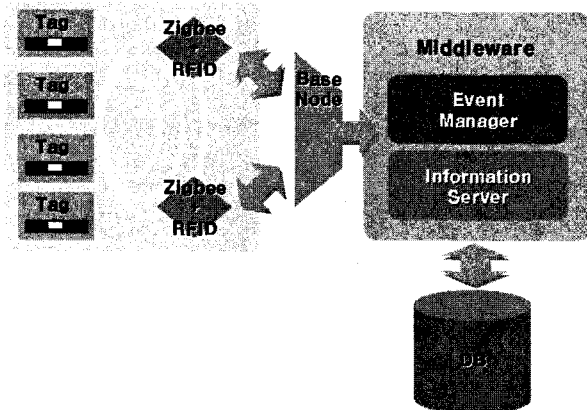 Tag
Tag
Tag
Tag
Zigbee
+
RFID
Zigbee
+
RFID
Base
Node
Middleware
Event
Manager
Information
Server
DB